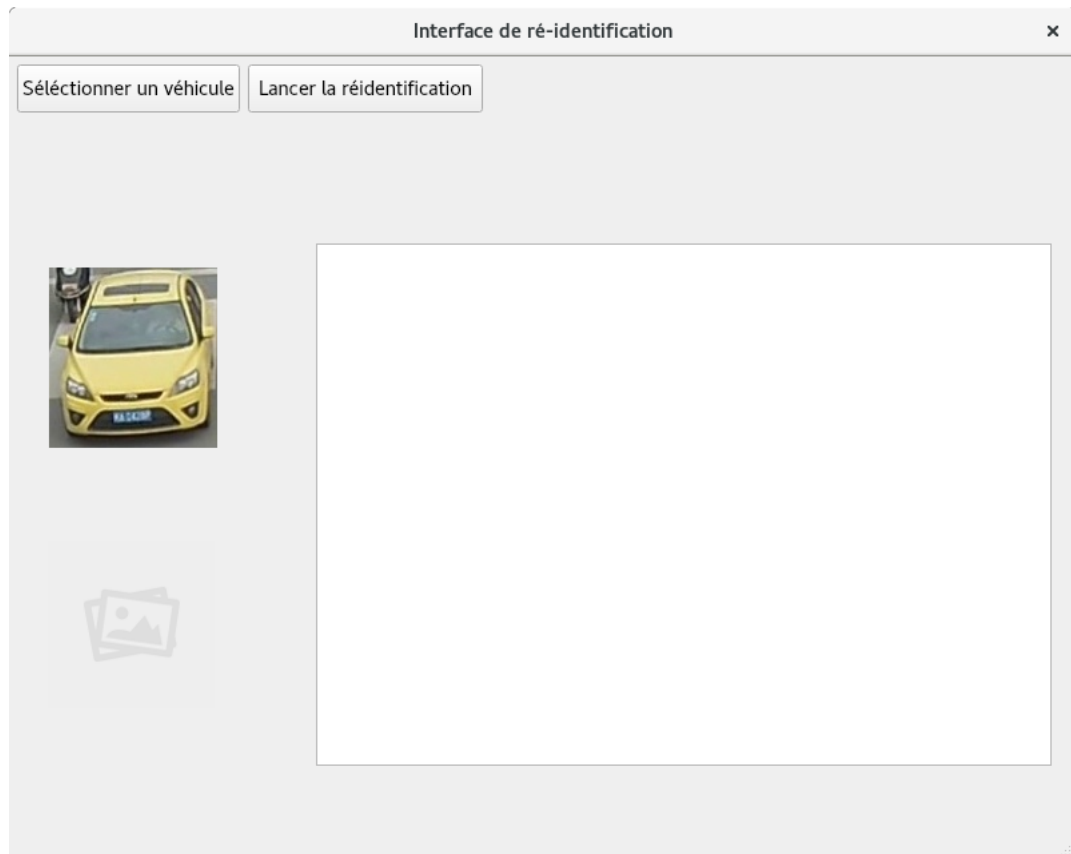 Interface de ré-identification
Séléctionner un véhicule
Lancer la réidentification